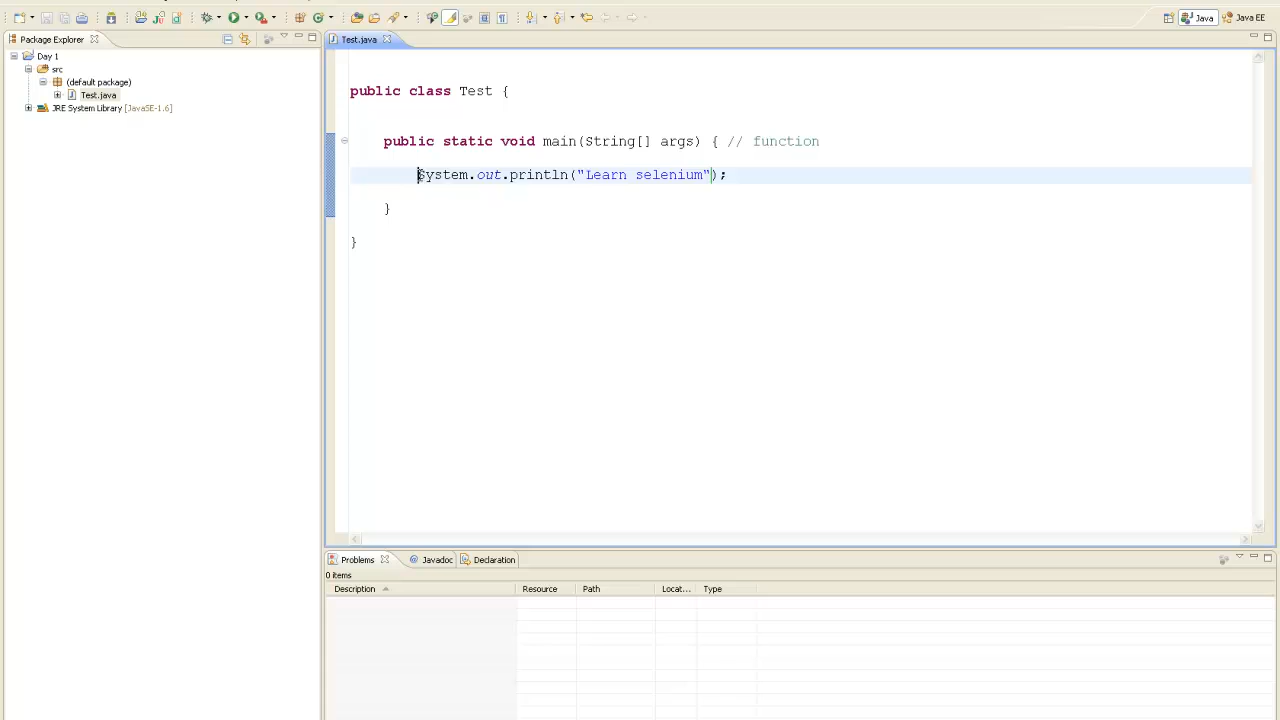 Java
Java EE
Package Explorer
Test.java
Day 1
src
(default package)
Test.java
JRE System Library [JavaSE-1.6]
public class Test {
public static void main(String[] args) { // function
System.out.println("Learn selenium");
}
}
Problems
Javadoc
Declaration
0 items
Description Resource Path Locat... Type